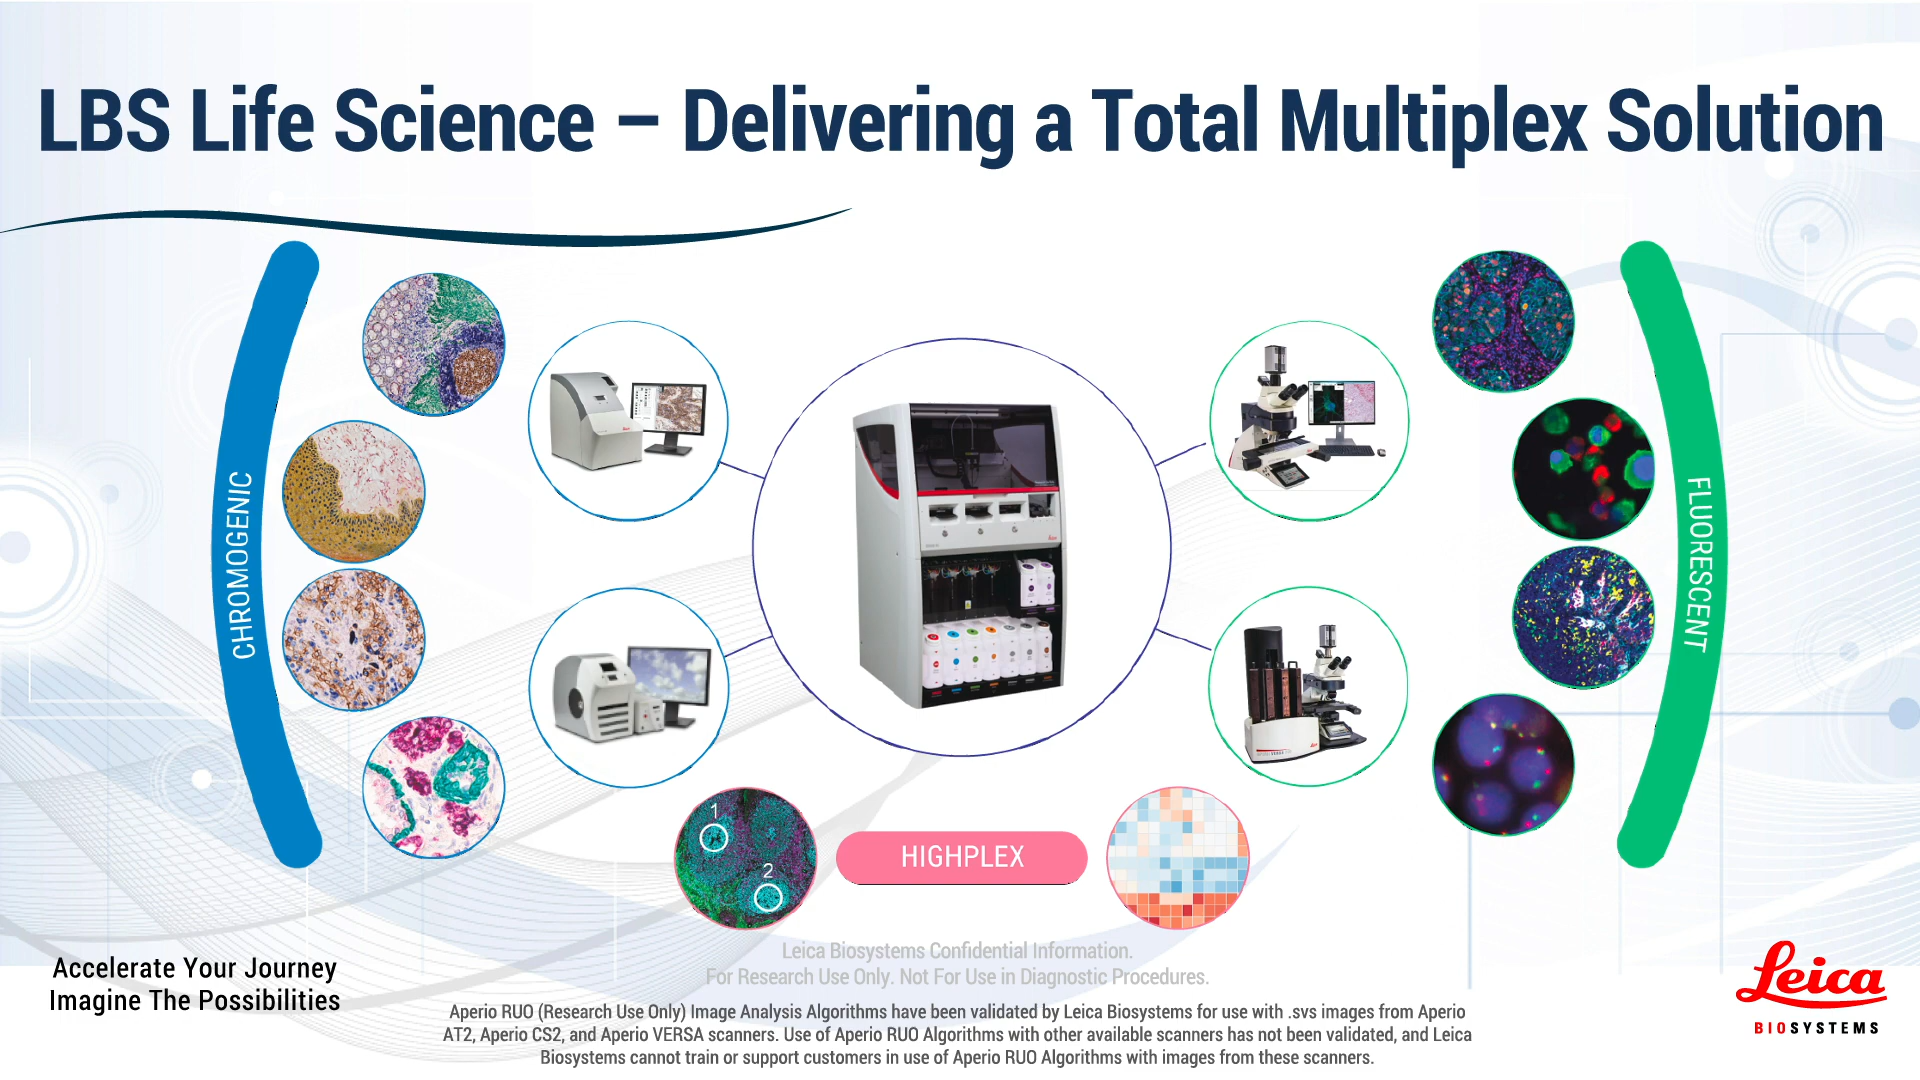 LBS Life Science – Delivering a Total Multiplex Solution
CHROMOGENIC
FLUORESCENT
1
2
HIGHPLEX
Leica Biosystems Confidential Information.
For Research Use Only. Not For Use in Diagnostic Procedures.
Accelerate Your Journey
Imagine The Possibilities
Aperio RUO (Research Use Only) Image Analysis Algorithms have been validated by Leica Biosystems for use with .svs images from Aperio
AT2, Aperio CS2, and Aperio VERSA scanners. Use of Aperio RUO Algorithms with other available scanners has not been validated, and Leica
Biosystems cannot train or support customers in use of Aperio RUO Algorithms with images from these scanners.
Leica
BIOSYSTEMS